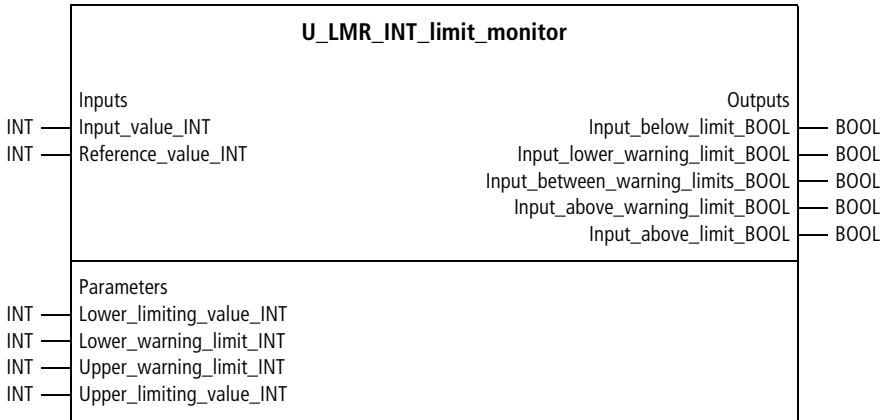 U_LMR_INT_limit_monitor
Inputs Outputs
INT Input_value_INT Input_below_limit_BOOL BOOL
INT Reference_value_INT Input_lower_warning_limit_BOOL BOOL
Input_between_warning_limits_BOOL BOOL
Input_above_warning_limit_BOOL BOOL
Input_above_limit_BOOL BOOL
Parameters
INT Lower_limiting_value_INT
INT Lower_warning_limit_INT
INT Upper_warning_limit_INT
INT Upper_limiting_value_INT